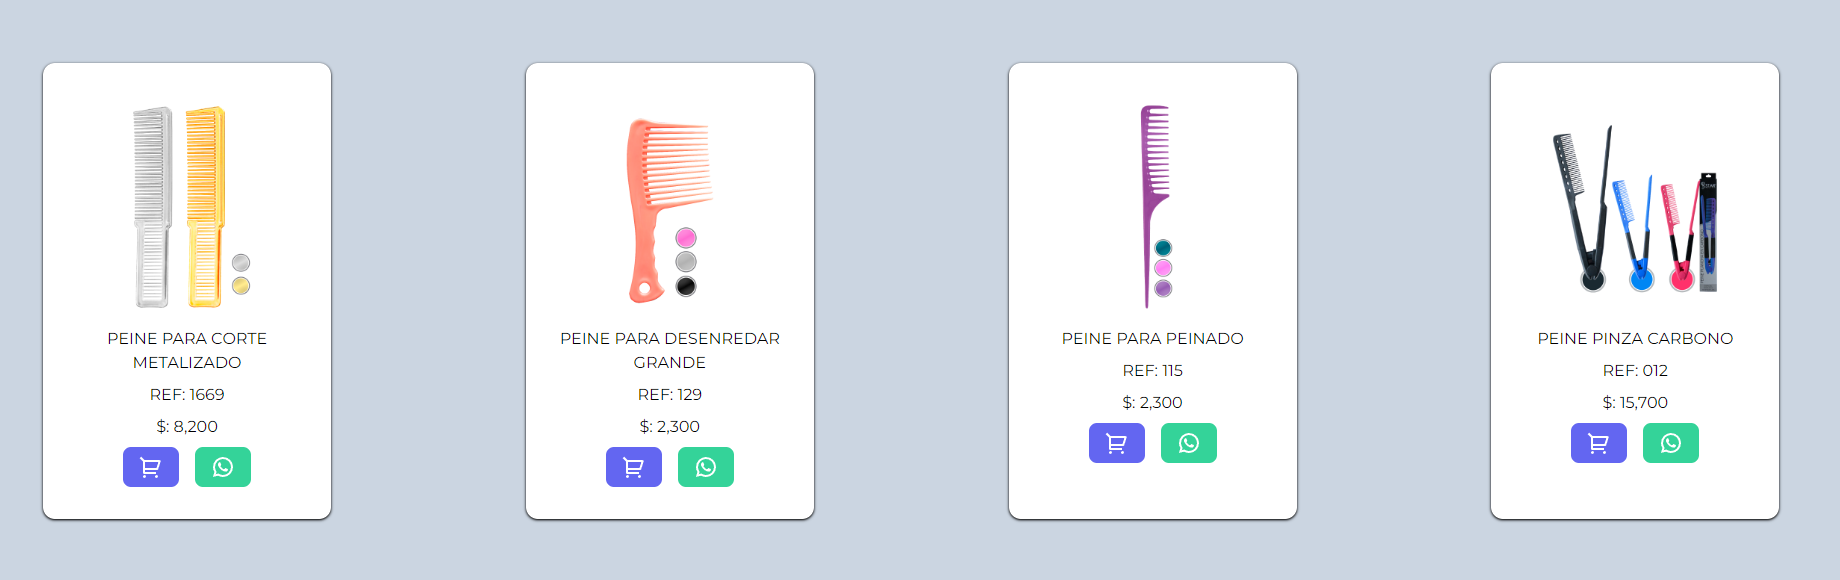 PEINE PARA CORTE
METALIZADO
REF: 1669
$: 8,200
PEINE PARA DESENREDAR
GRANDE
REF: 129
$: 2,300
PEINE PARA PEINADO
REF: 115
$: 2,300
PEINE PINZA CARBONO
REF: 012
$: 15,700